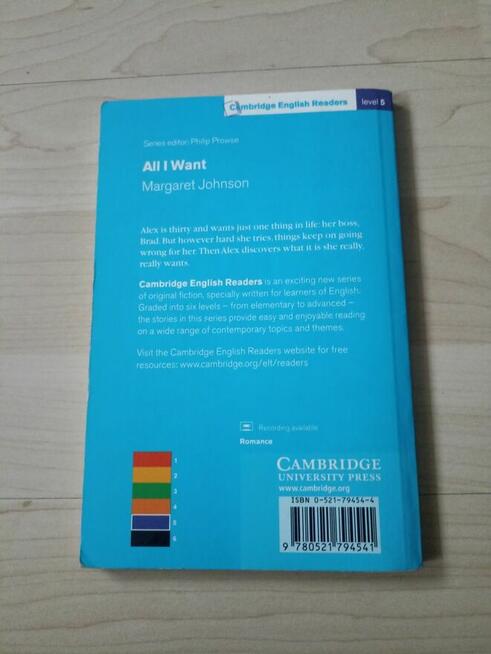 Cambridge English Readers level 5
Series editor: Philip Prowse
All I Want
Margaret Johnson
Alex is thirty and wants just one thing in life: her boss,
Brad. But however hard she tries, things keep on going
wrong for her. Then Alex discovers what it is she really,
really wants.
Cambridge English Readers is an exciting new series
of original fiction, specially written for learners of English.
Graded into six levels – from elementary to advanced –
the stories in this series provide easy and enjoyable reading
on a wide range of contemporary topics and themes.
Visit the Cambridge English Readers website for free
resources: www.cambridge.org/elt/readers
Recording available
Romance
1
2
3
4
5
6
CAMBRIDGE
UNIVERSITY PRESS
www.cambridge.org
ISBN 0-521-79454-4
9 780521 794541